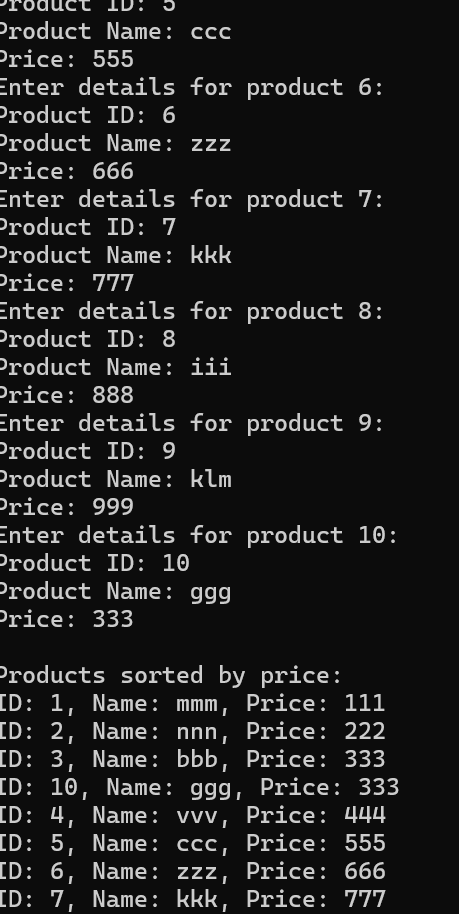 Product ID: 5
Product Name: ccc
Price: 555
Enter details for product 6:
Product ID: 6
Product Name: zzz
Price: 666
Enter details for product 7:
Product ID: 7
Product Name: kkk
Price: 777
Enter details for product 8:
Product ID: 8
Product Name: iii
Price: 888
Enter details for product 9:
Product ID: 9
Product Name: klm
Price: 999
Enter details for product 10:
Product ID: 10
Product Name: ggg
Price: 333
Products sorted by price:
ID: 1, Name: mmm, Price: 111
ID: 2, Name: nnn, Price: 222
ID: 3, Name: bbb, Price: 333
ID: 10, Name: ggg, Price: 333
ID: 4, Name: vvv, Price: 444
ID: 5, Name: ccc, Price: 555
ID: 6, Name: zzz, Price: 666
ID: 7, Name: kkk, Price: 777